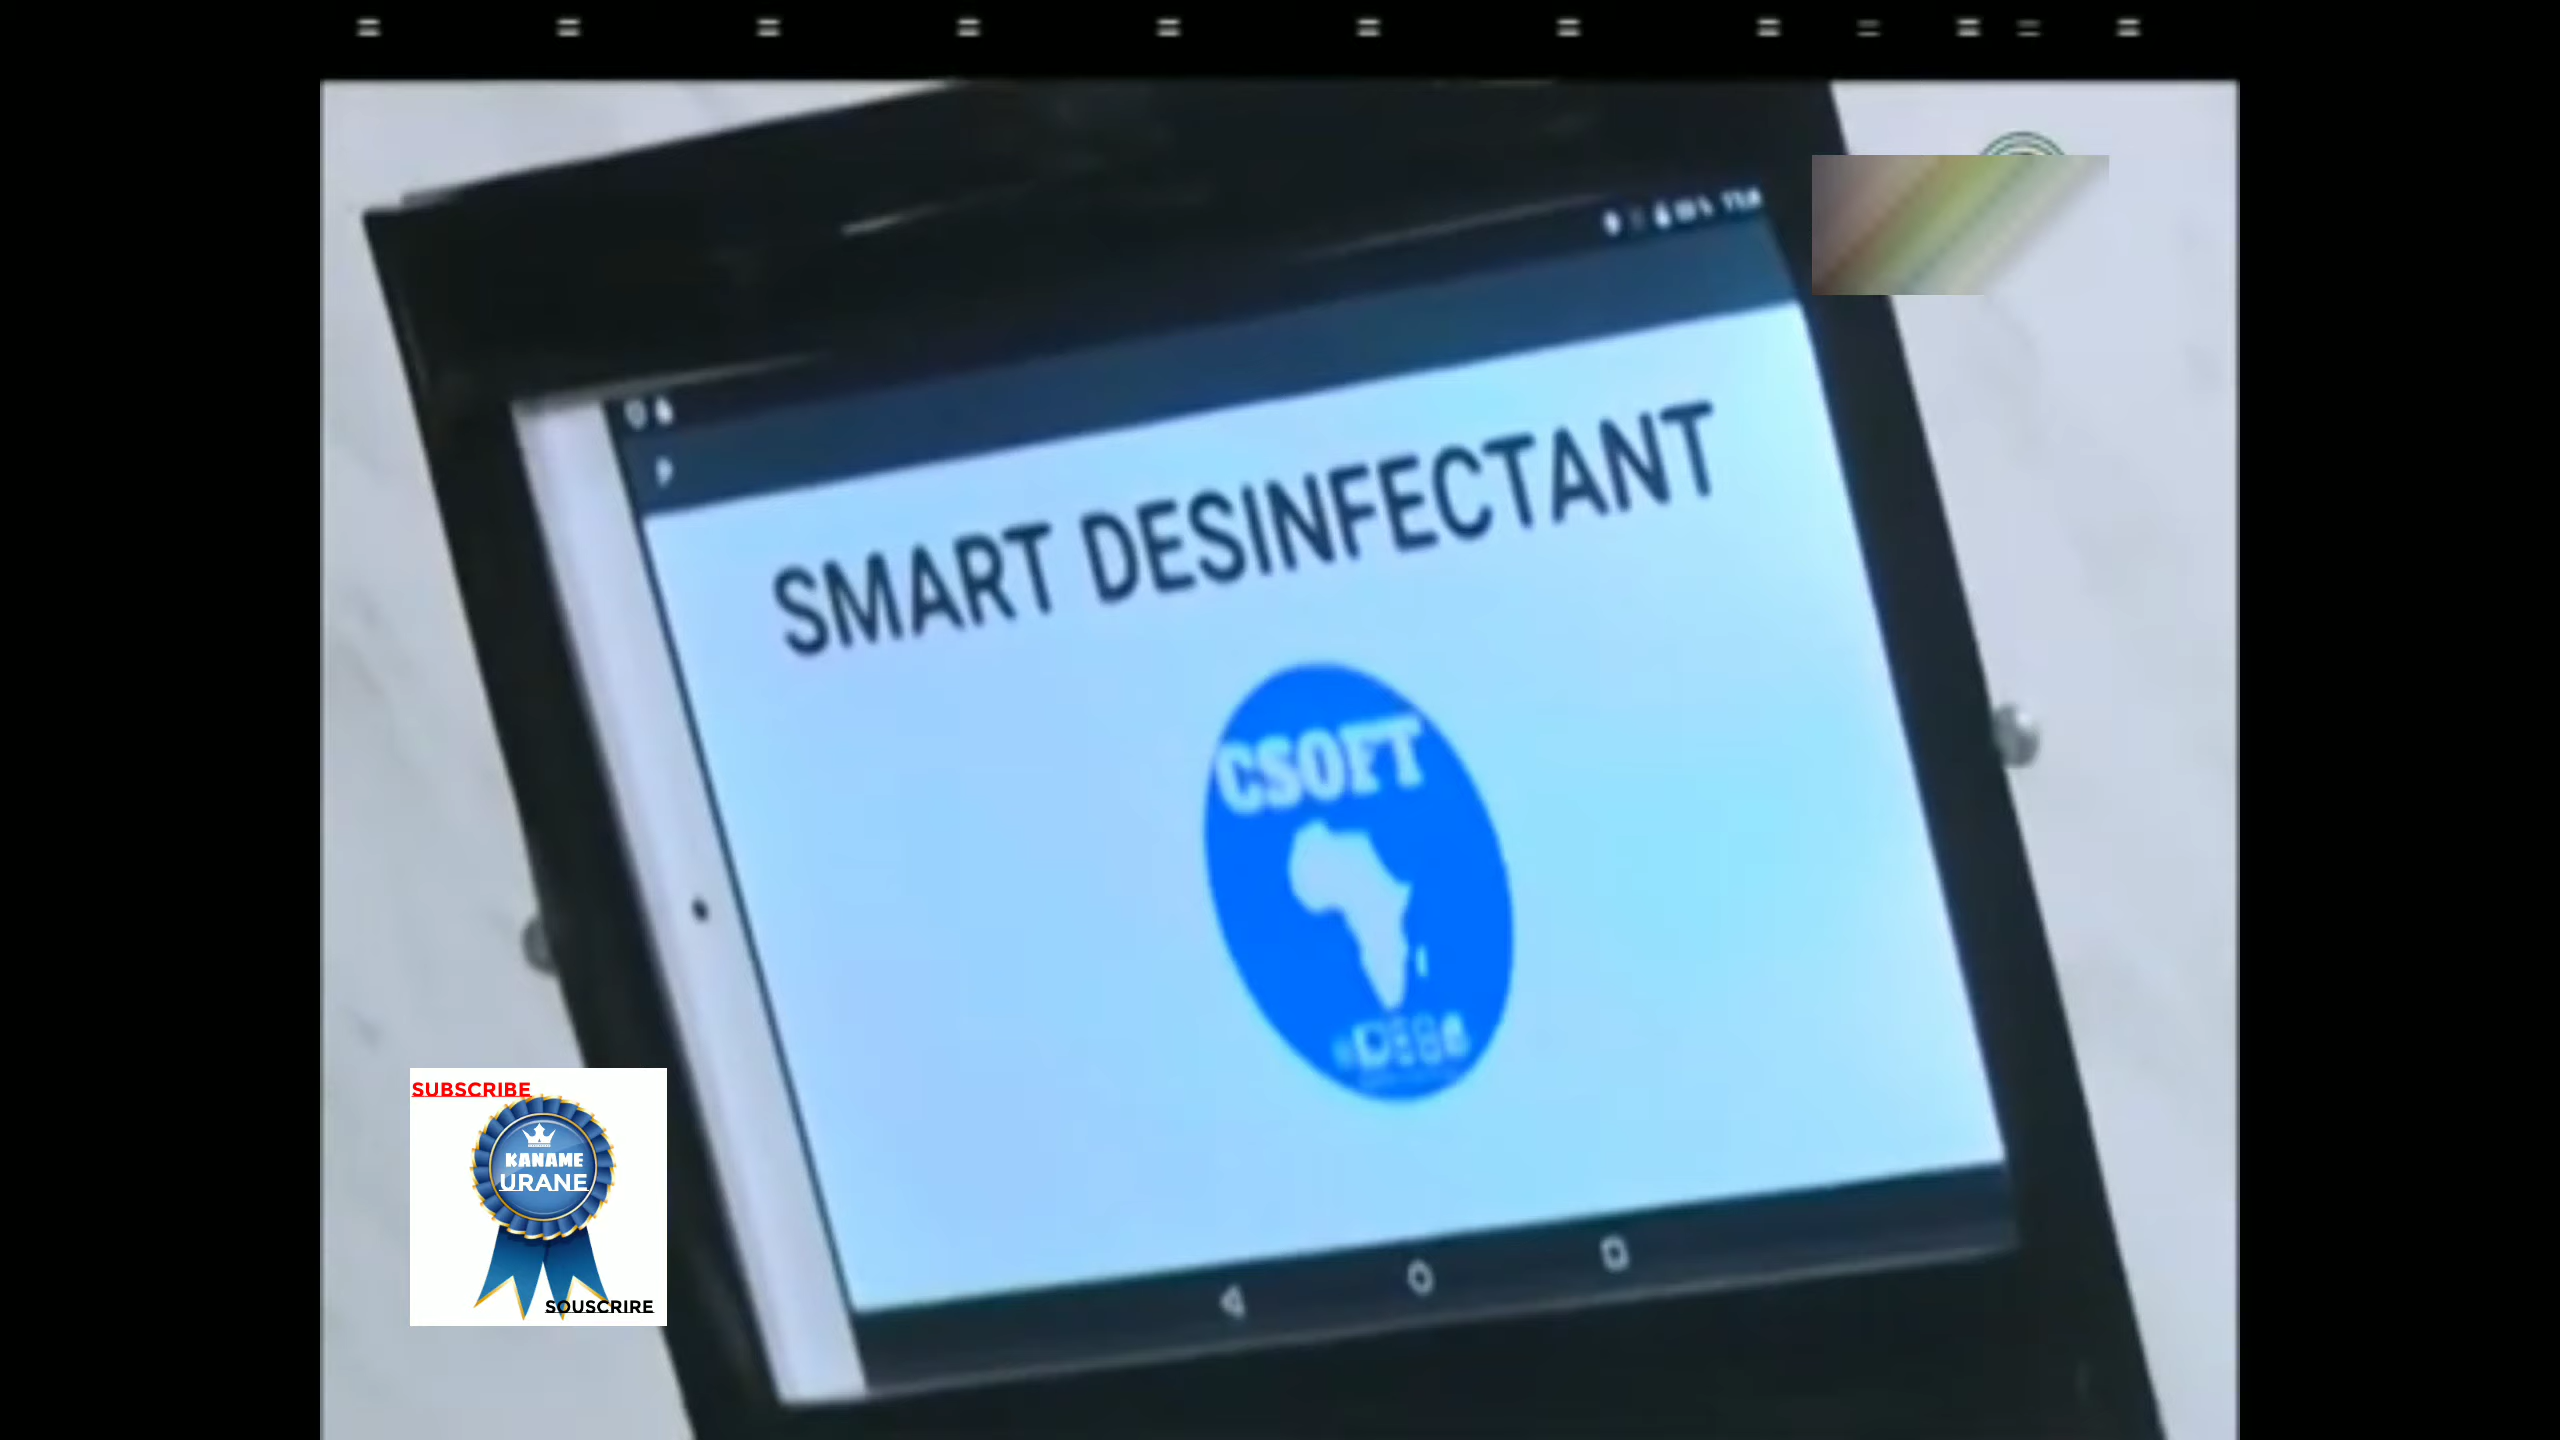 SMART DESINFECTANT
CSOFT
SUBSCRIBE
KANAME
URANE
SOUSCRIRE